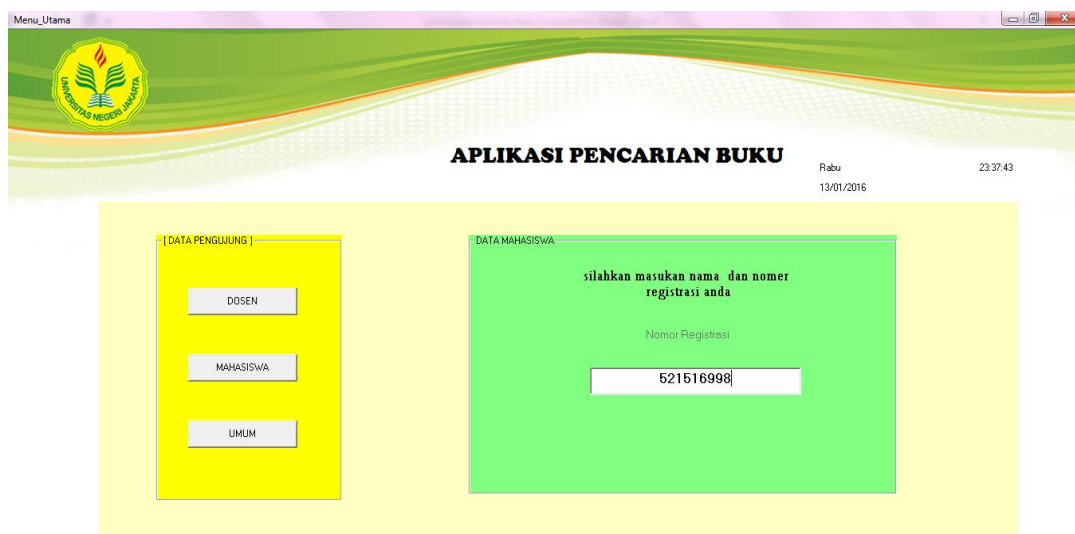 Menu_Utama
UNIVERSITAS NEGERI JAKARTA
APLIKASI PENCARIAN BUKU
Rabu 23:37:43
13/01/2016
[ DATA PENGUJUNG ]
DOSEN
MAHASISWA
UMUM
DATA MAHASISWA
silahkan masukan nama dan nomer
registrasi anda
Nomor Registrasi
521516998